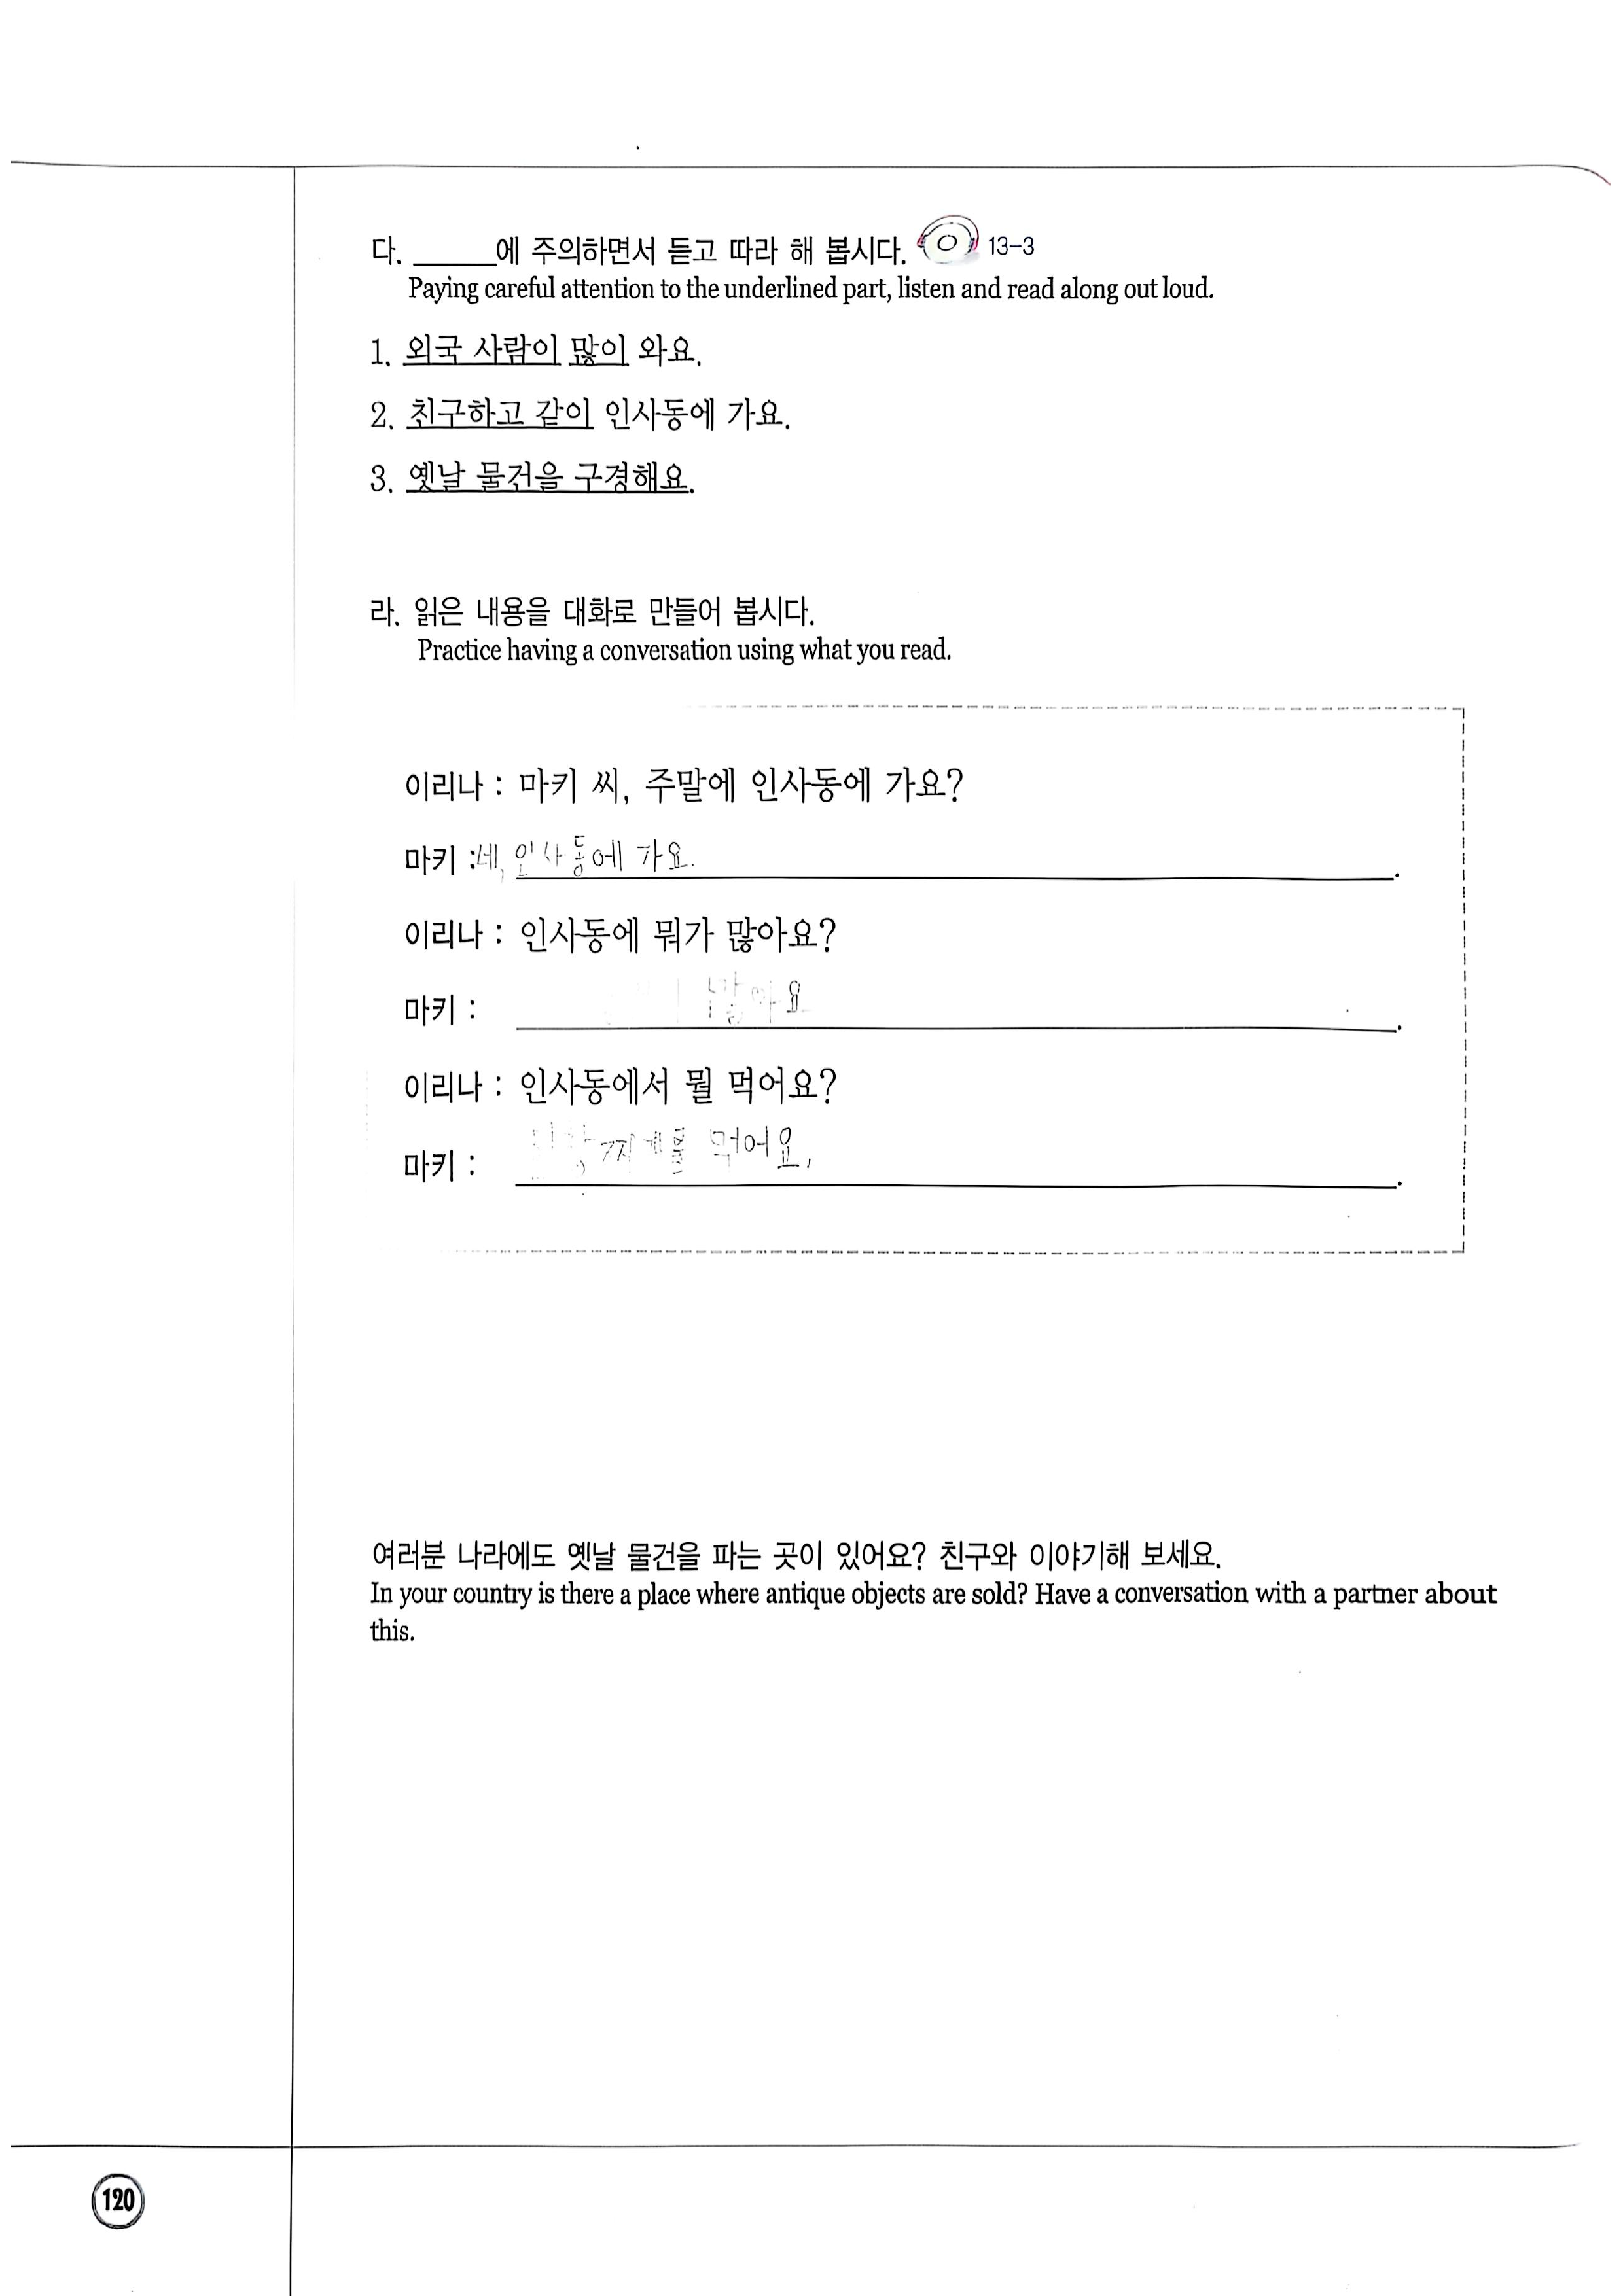 다. ______에 주의하면서 듣고 따라 해 봅시다. 13-3
Paying careful attention to the underlined part, listen and read along out loud.
1. 외국 사람이 많이 와요.
2. 친구하고 같이 인사동에 가요.
3. 옛날 물건을 구경해요.
라. 읽은 내용을 대화로 만들어 봅시다.
Practice having a conversation using what you read.
이리나 : 마키 씨, 주말에 인사동에 가요?
마키 : 네, 인사동에 가요.
이리나 : 인사동에 뭐가 많아요?
마키 : 많아요
이리나 : 인사동에서 뭘 먹어요?
마키 : 된장찌개를 먹어요.
여러분 나라에도 옛날 물건을 파는 곳이 있어요? 친구와 이야기해 보세요.
In your country is there a place where antique objects are sold? Have a conversation with a partner about
this.
120